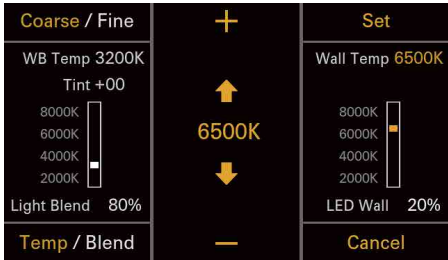 Coarse / Fine
+
Set
WB Temp 3200K
Tint +00
8000K
6000K
4000K
2000K
Light Blend 80%
6500K
Wall Temp 6500K
8000K
6000K
4000K
2000K
LED Wall 20%
Temp / Blend
—
Cancel